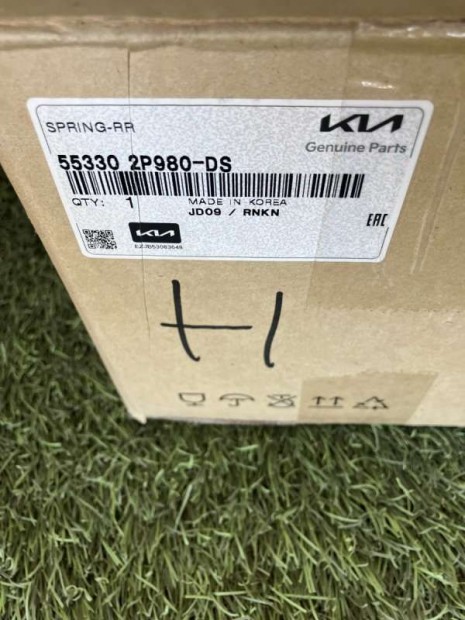 SPRING-RR
KIA
Genuine Parts
55330 2P980-DS
QTY: 1
MADE IN KOREA
JD09 / RNKN
EAC
KIA
H